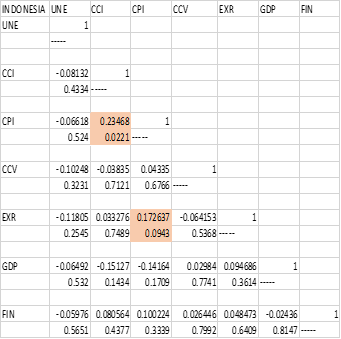 INDONESIA UNE CCI CPI CCV EXR GDP FIN
UNE 1
-----
CCI -0.08132 1
0.4334 -----
CPI -0.06618 0.23468 1
0.524 0.0221 -----
CCV -0.10248 -0.03835 0.04335 1
0.3231 0.7121 0.6766 -----
EXR -0.11805 0.033276 0.172637 -0.064153 1
0.2545 0.7489 0.0943 0.5368 -----
GDP -0.06492 -0.15127 -0.14164 0.02984 0.094686 1
0.532 0.1434 0.1709 0.7741 0.3614 -----
FIN -0.05976 0.080564 0.100224 0.026446 0.048473 -0.02436 1
0.5651 0.4377 0.3339 0.7992 0.6409 0.8147 -----